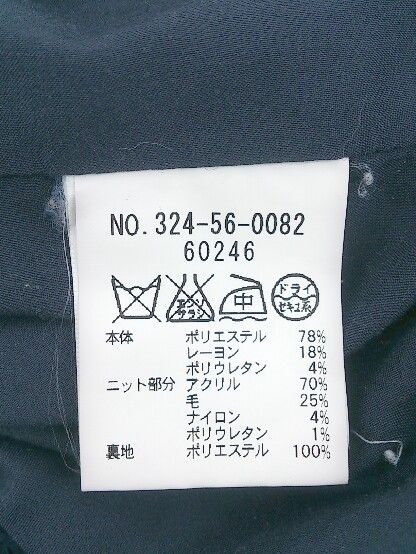 NO. 324-56-0082
60246
エンソ
サラシ
中
ドライ
セキユ系
本体 ポリエステル 78%
レーヨン 18%
ポリウレタン 4%
ニット部分 アクリル 70%
毛 25%
ナイロン 4%
ポリウレタン 1%
裏地 ポリエステル 100%